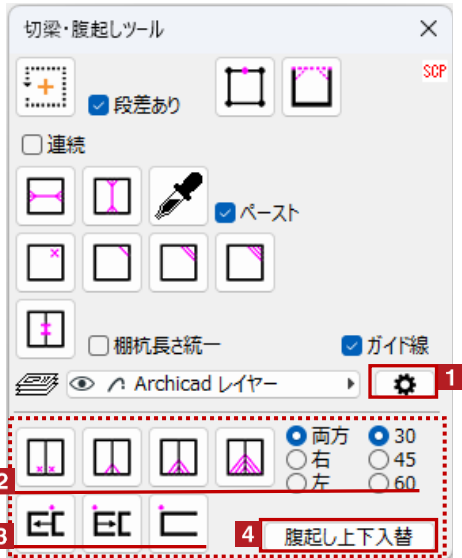 切梁・腹起しツール
SCP
段差あり
連続
ペースト
棚杭長さ統一
ガイド線
Archicad レイヤー
1
両方
30
右
45
左
60
2
3
4
腹起し上下入替